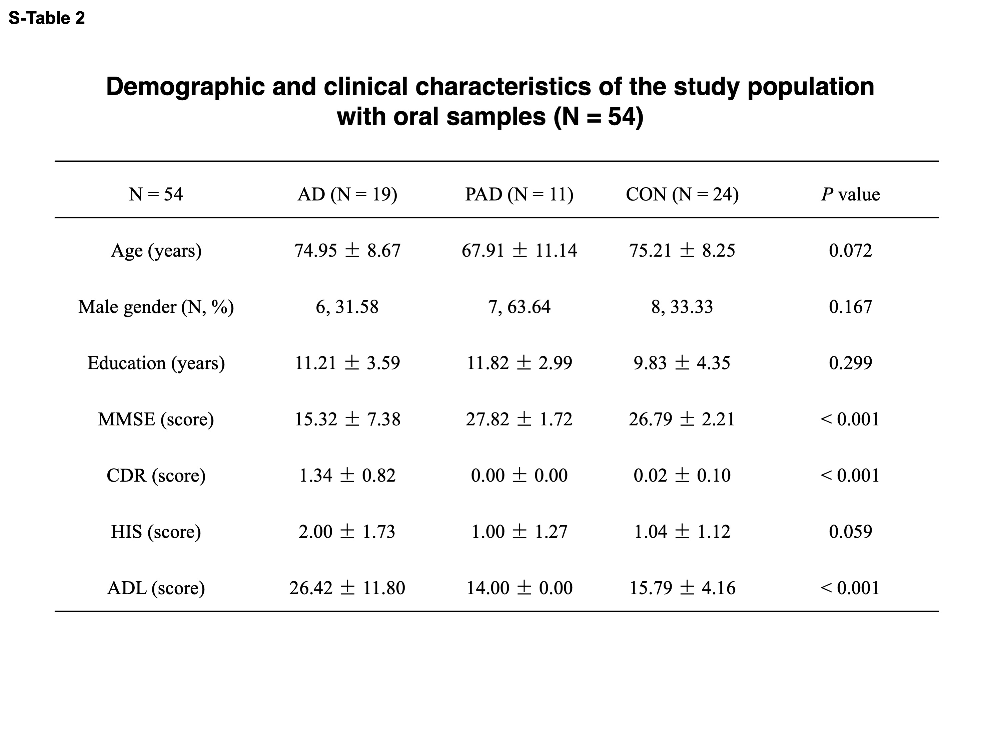 S-Table 2
Demographic and clinical characteristics of the study population
with oral samples (N = 54)
N = 54 AD (N = 19) PAD (N = 11) CON (N = 24) P value
Age (years) 74.95 ± 8.67 67.91 ± 11.14 75.21 ± 8.25 0.072
Male gender (N, %) 6, 31.58 7, 63.64 8, 33.33 0.167
Education (years) 11.21 ± 3.59 11.82 ± 2.99 9.83 ± 4.35 0.299
MMSE (score) 15.32 ± 7.38 27.82 ± 1.72 26.79 ± 2.21 < 0.001
CDR (score) 1.34 ± 0.82 0.00 ± 0.00 0.02 ± 0.10 < 0.001
HIS (score) 2.00 ± 1.73 1.00 ± 1.27 1.04 ± 1.12 0.059
ADL (score) 26.42 ± 11.80 14.00 ± 0.00 15.79 ± 4.16 < 0.001